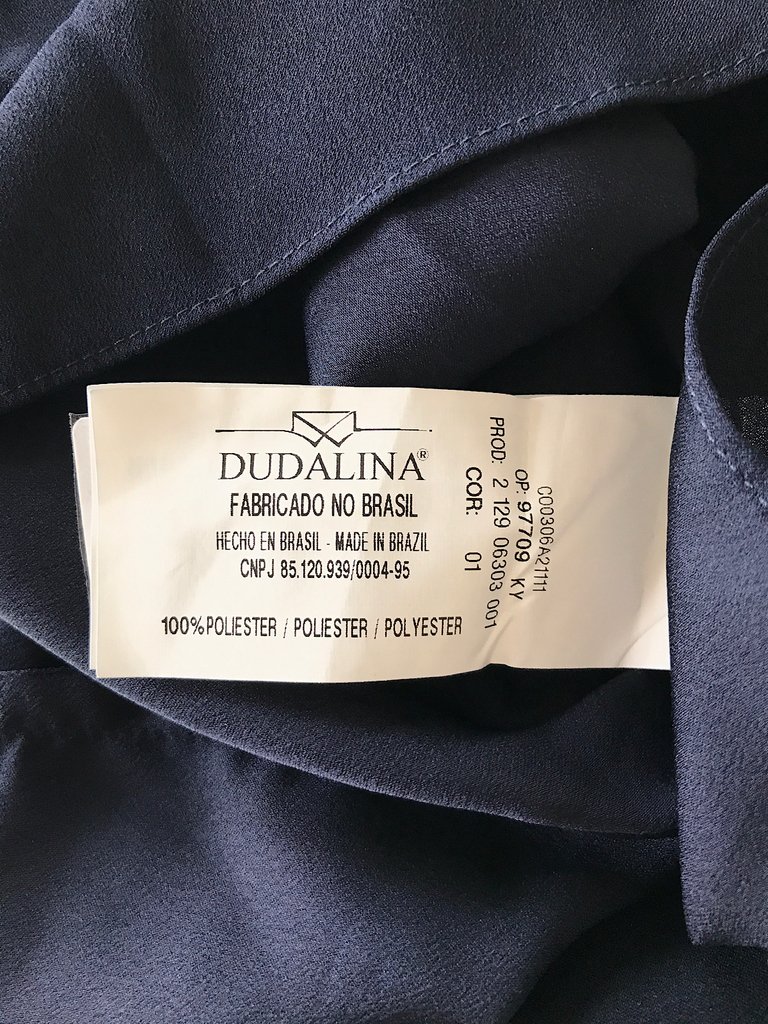 DUDALINA®
FABRICADO NO BRASIL
HECHO EN BRASIL - MADE IN BRAZIL
CNPJ 85.120.939/0004-95
100%POLIESTER / POLIESTER / POLYESTER
C00306A21111
OP: 97709 KY
PROD: 2 129 06303 001
COR: 01